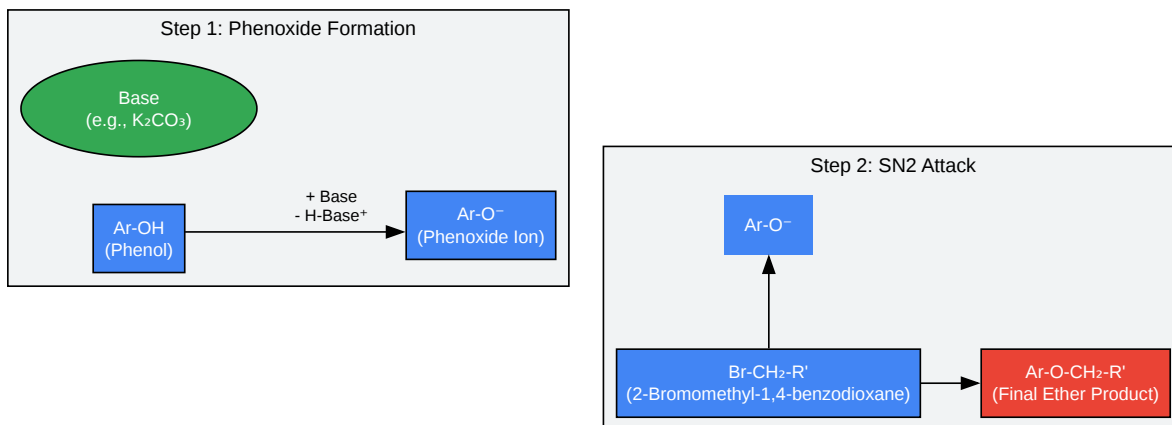 Step 1: Phenoxide Formation
Base
(e.g., K₂CO₃)
+ Base
- H-Base⁺
Ar-OH
(Phenol)
Ar-O⁻
(Phenoxide Ion)
Step 2: SN2 Attack
Ar-O⁻
Br-CH₂-R'
(2-Bromomethyl-1,4-benzodioxane)
Ar-O-CH₂-R'
(Final Ether Product)